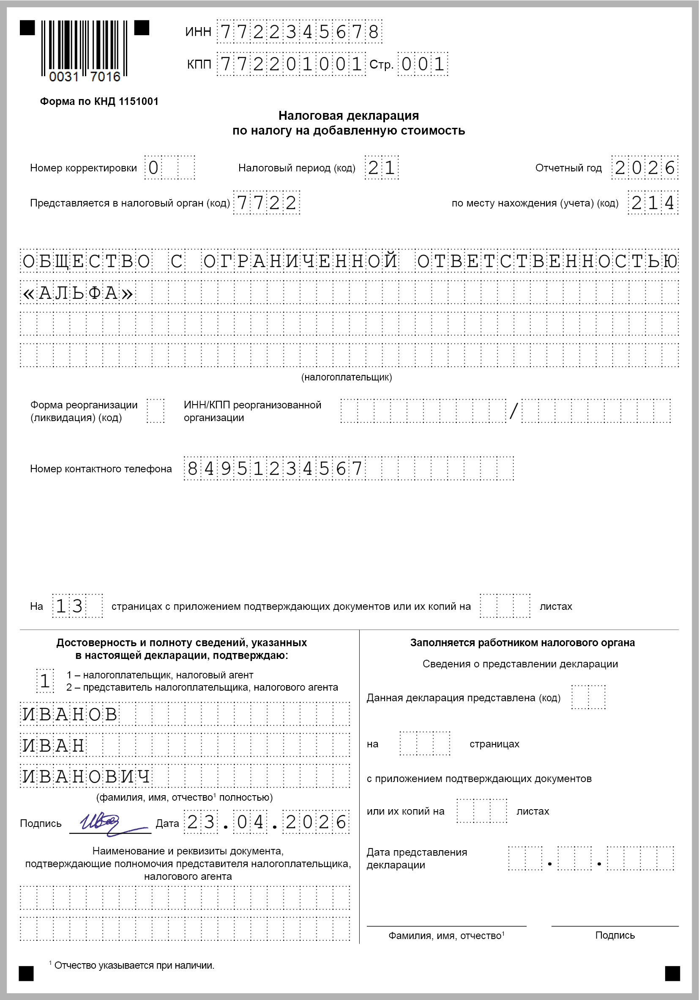 ИНН 7722345678
КПП 772201001 Стр. 001
0031 7016
Форма по КНД 1151001
Налоговая декларация
по налогу на добавленную стоимость
Номер корректировки 0 Налоговый период (код) 21 Отчетный год 2026
Представляется в налоговый орган (код) 7722 по месту нахождения (учета) (код) 214
ОБЩЕСТВО С ОГРАНИЧЕННОЙ ОТВЕТСТВЕННОСТЬЮ
«АЛЬФА»
(налогоплательщик)
Форма реорганизации
(ликвидация) (код)
ИНН/КПП реорганизованной
организации
/
Номер контактного телефона 84951234567
На 13 страницах с приложением подтверждающих документов или их копий на листах
Достоверность и полноту сведений, указанных
в настоящей декларации, подтверждаю:
1 1 – налогоплательщик, налоговый агент
2 – представитель налогоплательщика, налогового агента
ИВАНОВ
ИВАН
ИВАНОВИЧ
(фамилия, имя, отчество¹ полностью)
Подпись Дата 23.04.2026
Наименование и реквизиты документа,
подтверждающие полномочия представителя налогоплательщика,
налогового агента
Заполняется работником налогового органа
Сведения о представлении декларации
Данная декларация представлена (код)
на страницах
с приложением подтверждающих документов
или их копий на листах
Дата представления
декларации . .
Фамилия, имя, отчество¹ Подпись
¹ Отчество указывается при наличии.